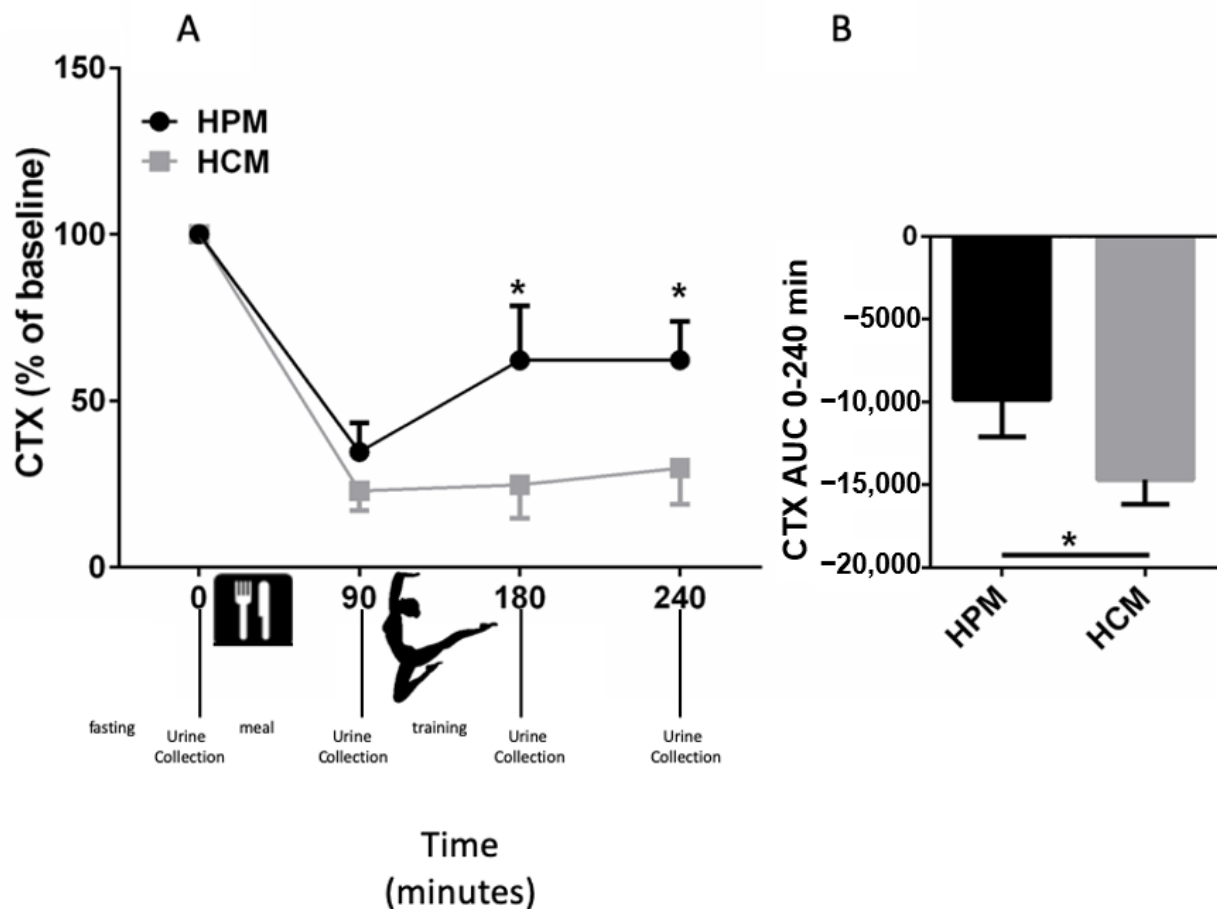 A
150
HPM
HCM
100
50
0
CTX (% of baseline)
*
*
0
90
180
240
fasting
Urine
Collection
meal
Urine
Collection
training
Urine
Collection
Urine
Collection
Time
(minutes)
B
0
−5000
−10,000
−15,000
−20,000
CTX AUC 0-240 min
*
HPM
HCM